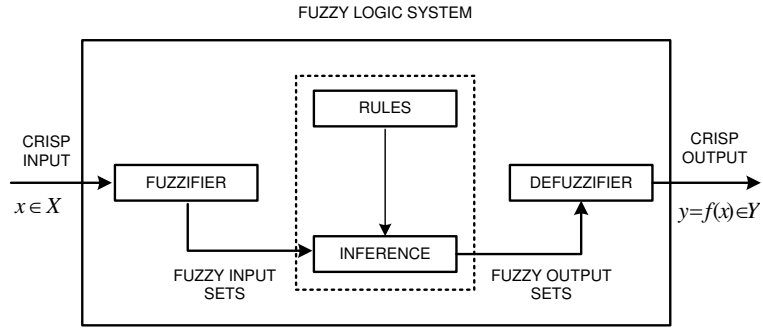 FUZZY LOGIC SYSTEM
RULES
CRISP
INPUT
CRISP
OUTPUT
FUZZIFIER
DEFUZZIFIER
x ∈ X
y=f(x)∈Y
INFERENCE
FUZZY INPUT
SETS
FUZZY OUTPUT
SETS